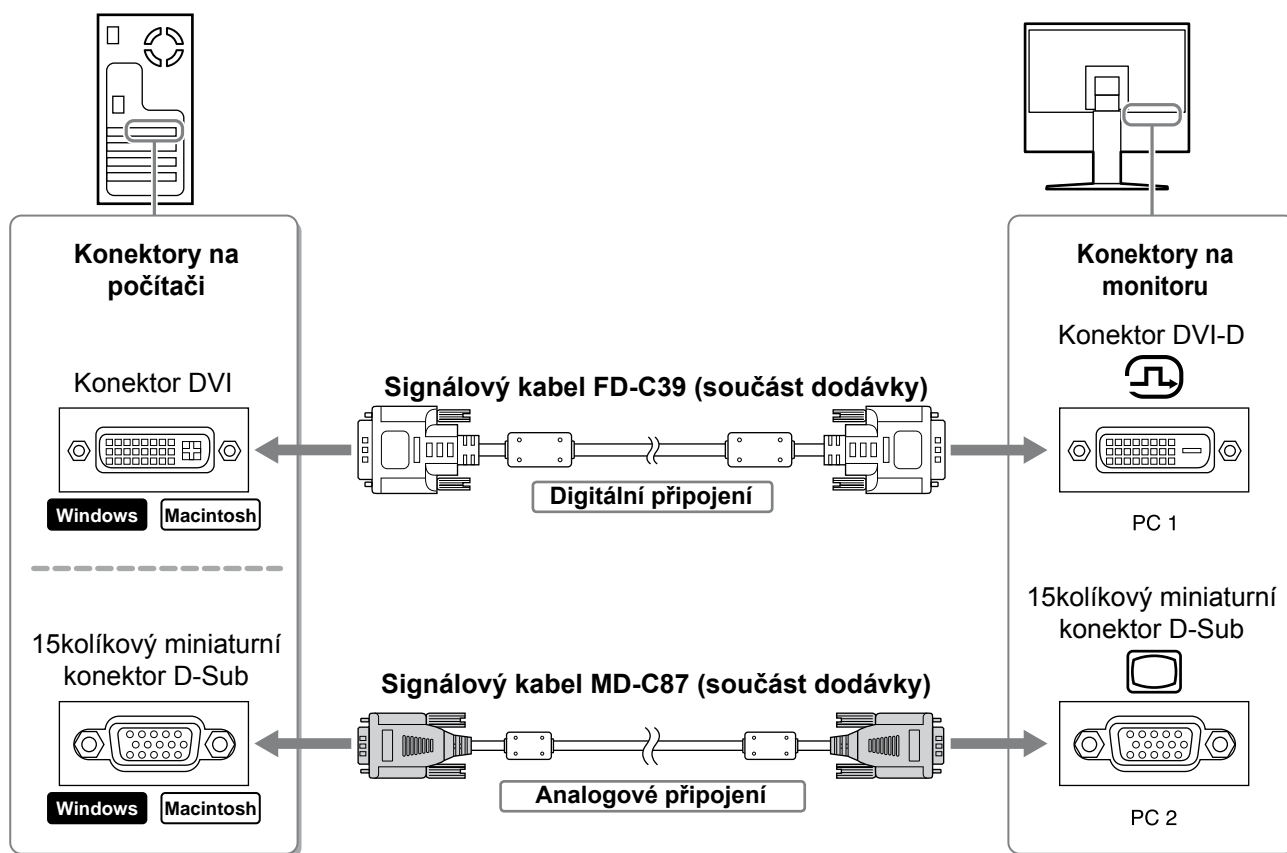 Konektory na
počítači
Konektor DVI
Windows Macintosh
15kolíkový miniaturní
konektor D-Sub
Windows Macintosh
Signálový kabel FD-C39 (součást dodávky)
Digitální připojení
Signálový kabel MD-C87 (součást dodávky)
Analogové připojení
Konektory na
monitoru
Konektor DVI-D
PC 1
15kolíkový miniaturní
konektor D-Sub
PC 2